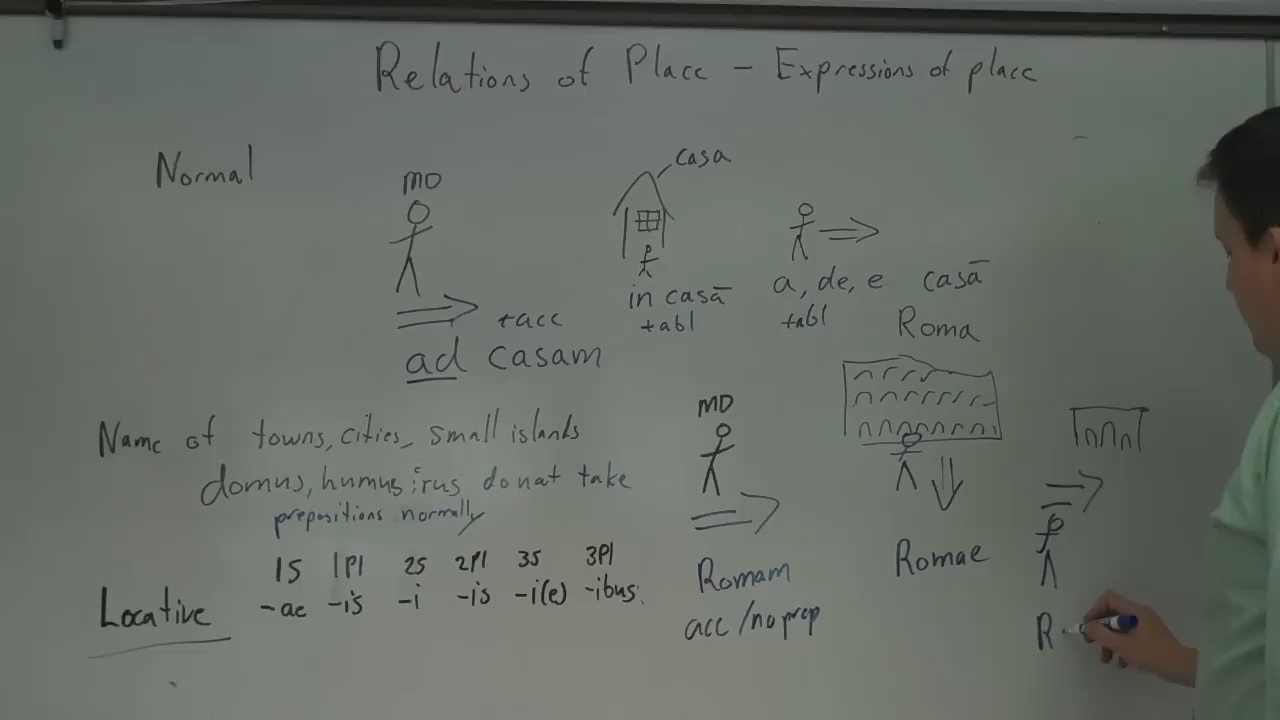 Relations of Place - Expressions of place
Normal
MO
+acc
ad casam
casa
in casā
+abl
a, de, e casā
+abl
Roma
Name of towns, cities, small islands
domus, humus, rus do not take
prepositions normally
1S 1Pl 2S 2Pl 3S 3Pl
Locative -ae -is -i -is -i(e) -ibus
MO
Romam
acc/no prep
Romae
R